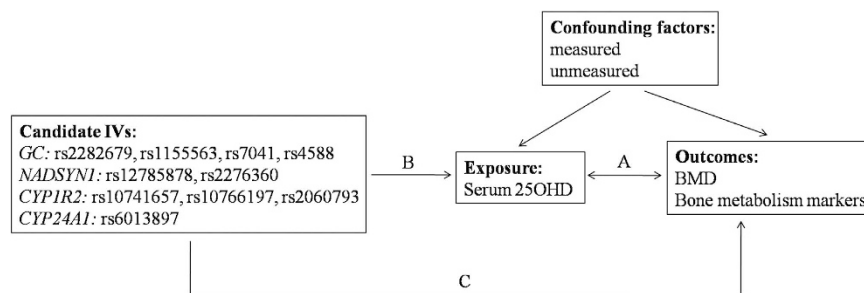 Confounding factors:
measured
unmeasured
Candidate IVs:
GC: rs2282679, rs1155563, rs7041, rs4588
NADSYN1: rs12785878, rs2276360
CYP1R2: rs10741657, rs10766197, rs2060793
CYP24A1: rs6013897
B
Exposure:
Serum 25OHD
A
Outcomes:
BMD
Bone metabolism markers
C